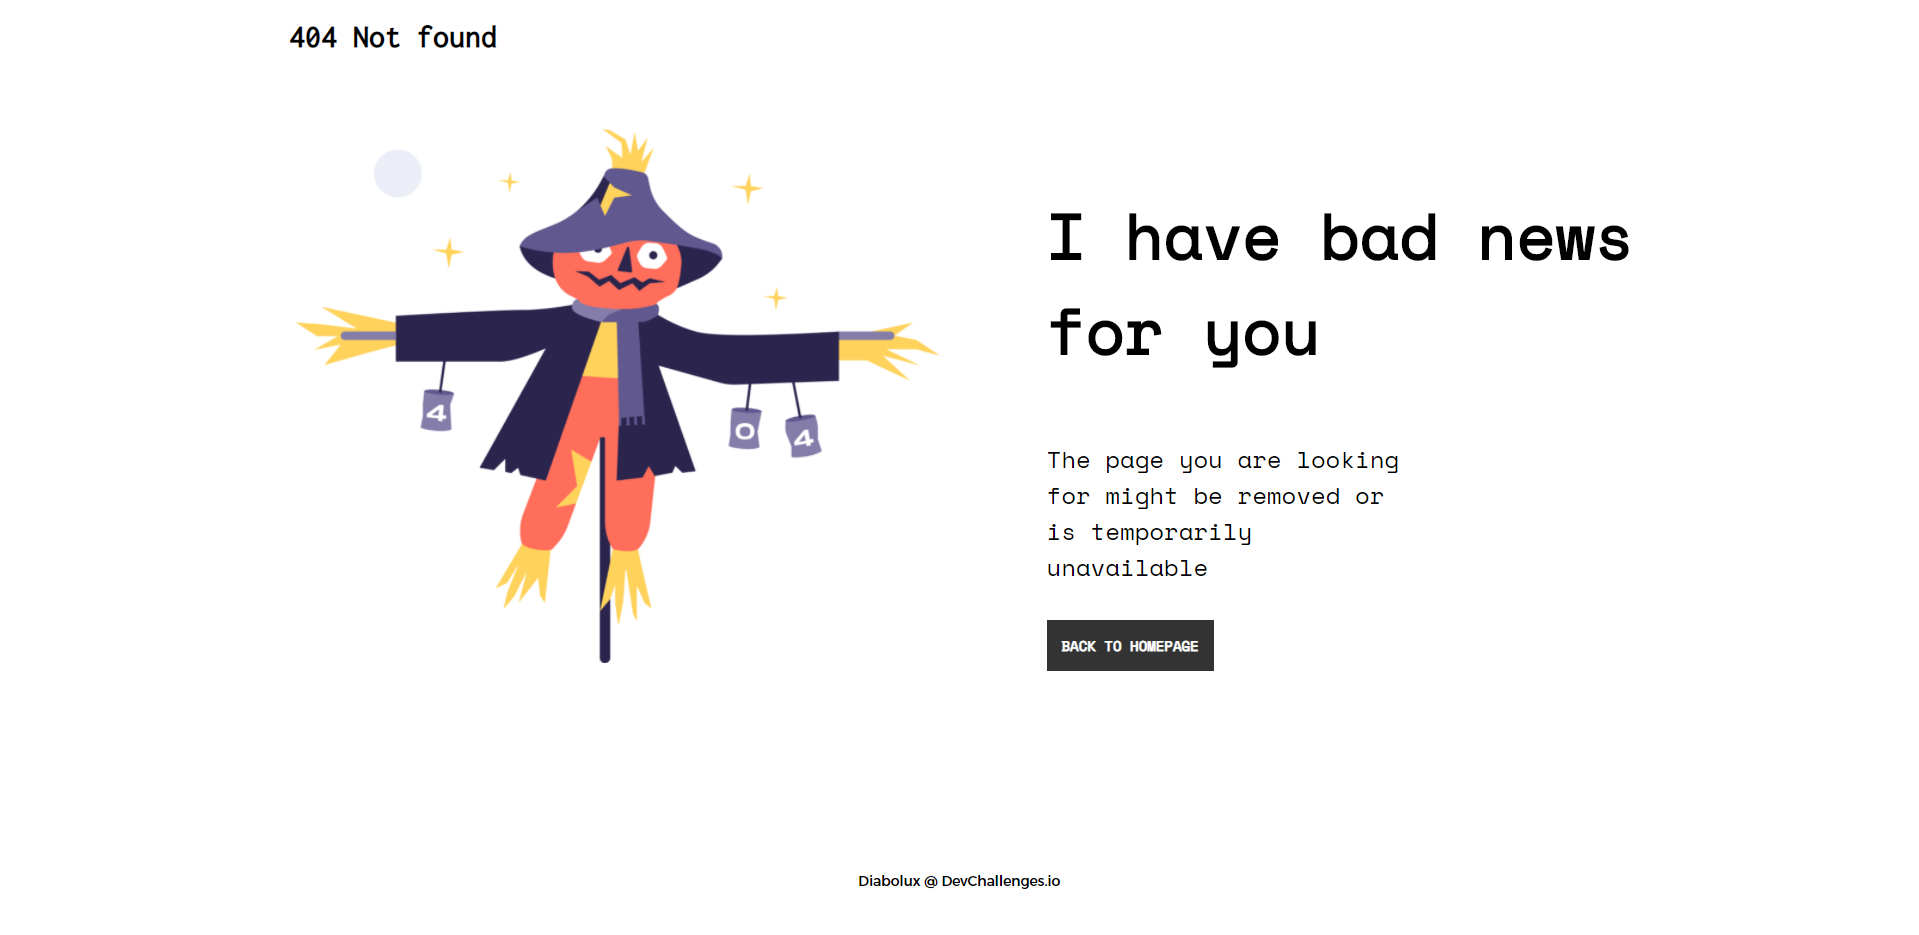 404 Not found
4
0
4
I have bad news
for you
The page you are looking
for might be removed or
is temporarily
unavailable
BACK TO HOMEPAGE
Diabolux @ DevChallenges.io